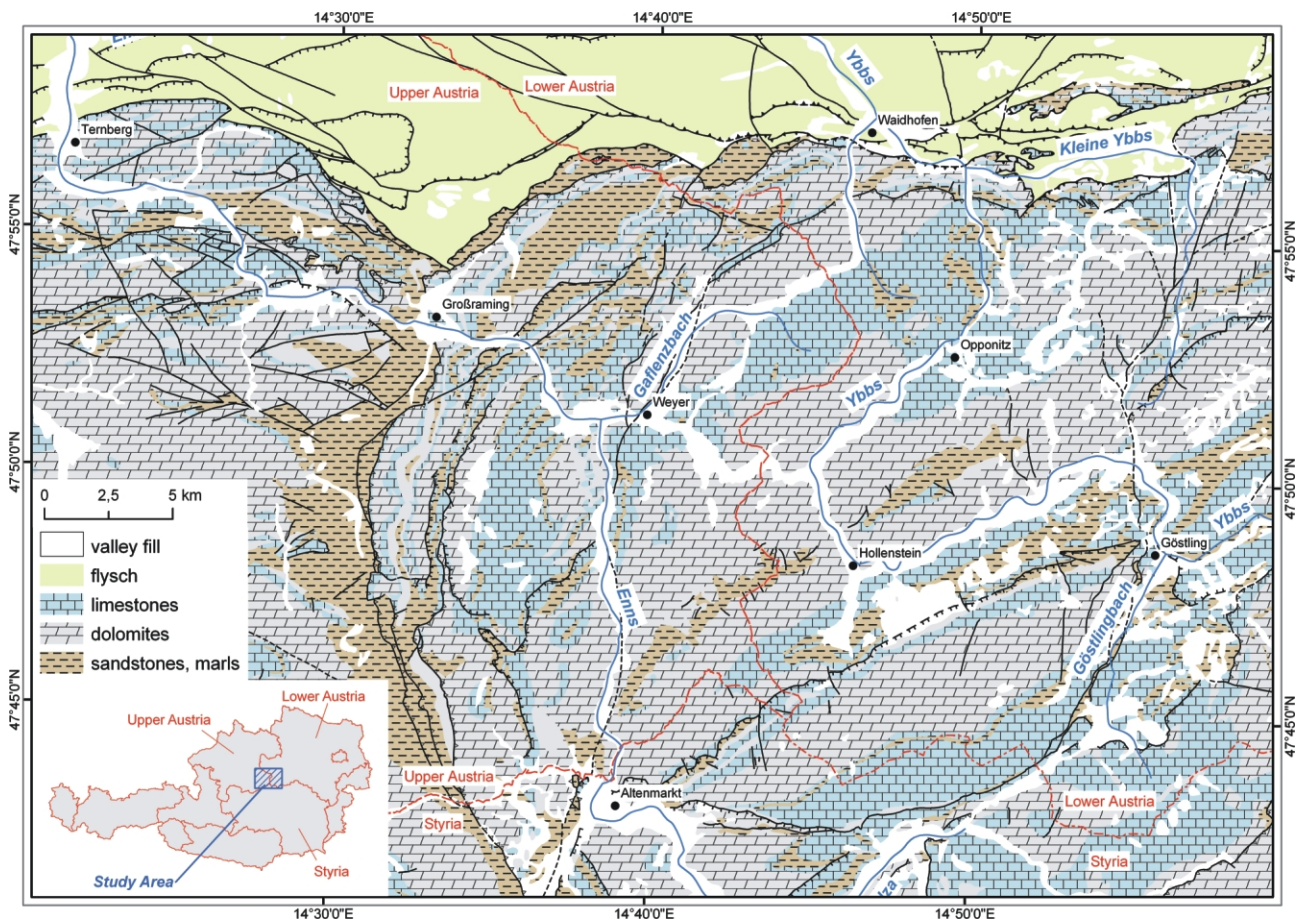 14°30'0"E
14°40'0"E
14°50'0"E
Ybbs
Upper Austria
Lower Austria
Ternberg
Waidhofen
Kleine Ybbs
47°55'0"N
47°55'0"N
Großraming
Gaflenzbach
Opponitz
Ybbs
Weyer
47°50'0"N
47°50'0"N
0 2,5 5 km
Ybbs
valley fill
flysch
Hollenstein
Göstling
limestones
Enns
dolomites
Göstlingbach
sandstones, marls
47°45'0"N
47°45'0"N
Lower Austria
Upper Austria
Upper Austria
Altenmarkt
Lower Austria
Styria
Styria
Styria
Study Area
14°30'0"E
14°40'0"E
14°50'0"E